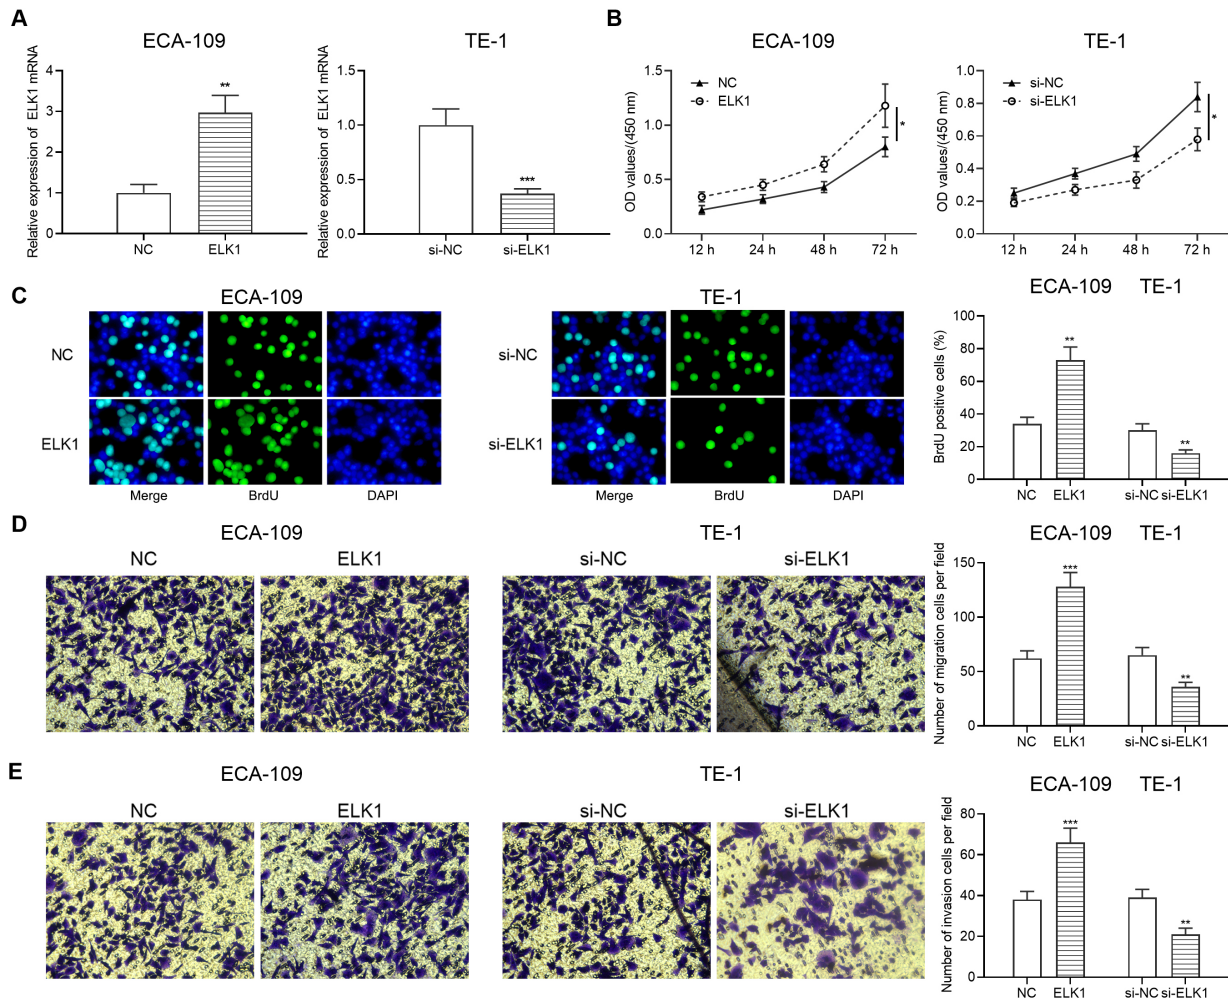 A
ECA-109
Relative expression of ELK1 mRNA
4
3
2
1
0
**
NC
ELK1
TE-1
Relative expression of ELK1 mRNA
1.5
1.0
0.5
0.0
***
si-NC
si-ELK1
B
ECA-109
OD values/(450 nm)
1.5
1.0
0.5
0.0
NC
ELK1
*
12 h
24 h
48 h
72 h
TE-1
OD values/(450 nm)
1.0
0.8
0.6
0.4
0.2
0.0
si-NC
si-ELK1
*
12 h
24 h
48 h
72 h
C
ECA-109
NC
ELK1
Merge
BrdU
DAPI
TE-1
si-NC
si-ELK1
Merge
BrdU
DAPI
ECA-109
TE-1
BrdU positive cells (%)
100
80
60
40
20
0
**
**
NC
ELK1
si-NC
si-ELK1
D
ECA-109
NC
ELK1
TE-1
si-NC
si-ELK1
ECA-109
TE-1
Number of migration cells per field
150
100
50
0
***
**
NC
ELK1
si-NC
si-ELK1
E
ECA-109
NC
ELK1
TE-1
si-NC
si-ELK1
ECA-109
TE-1
Number of invasion cells per field
80
60
40
20
0
***
**
NC
ELK1
si-NC
si-ELK1